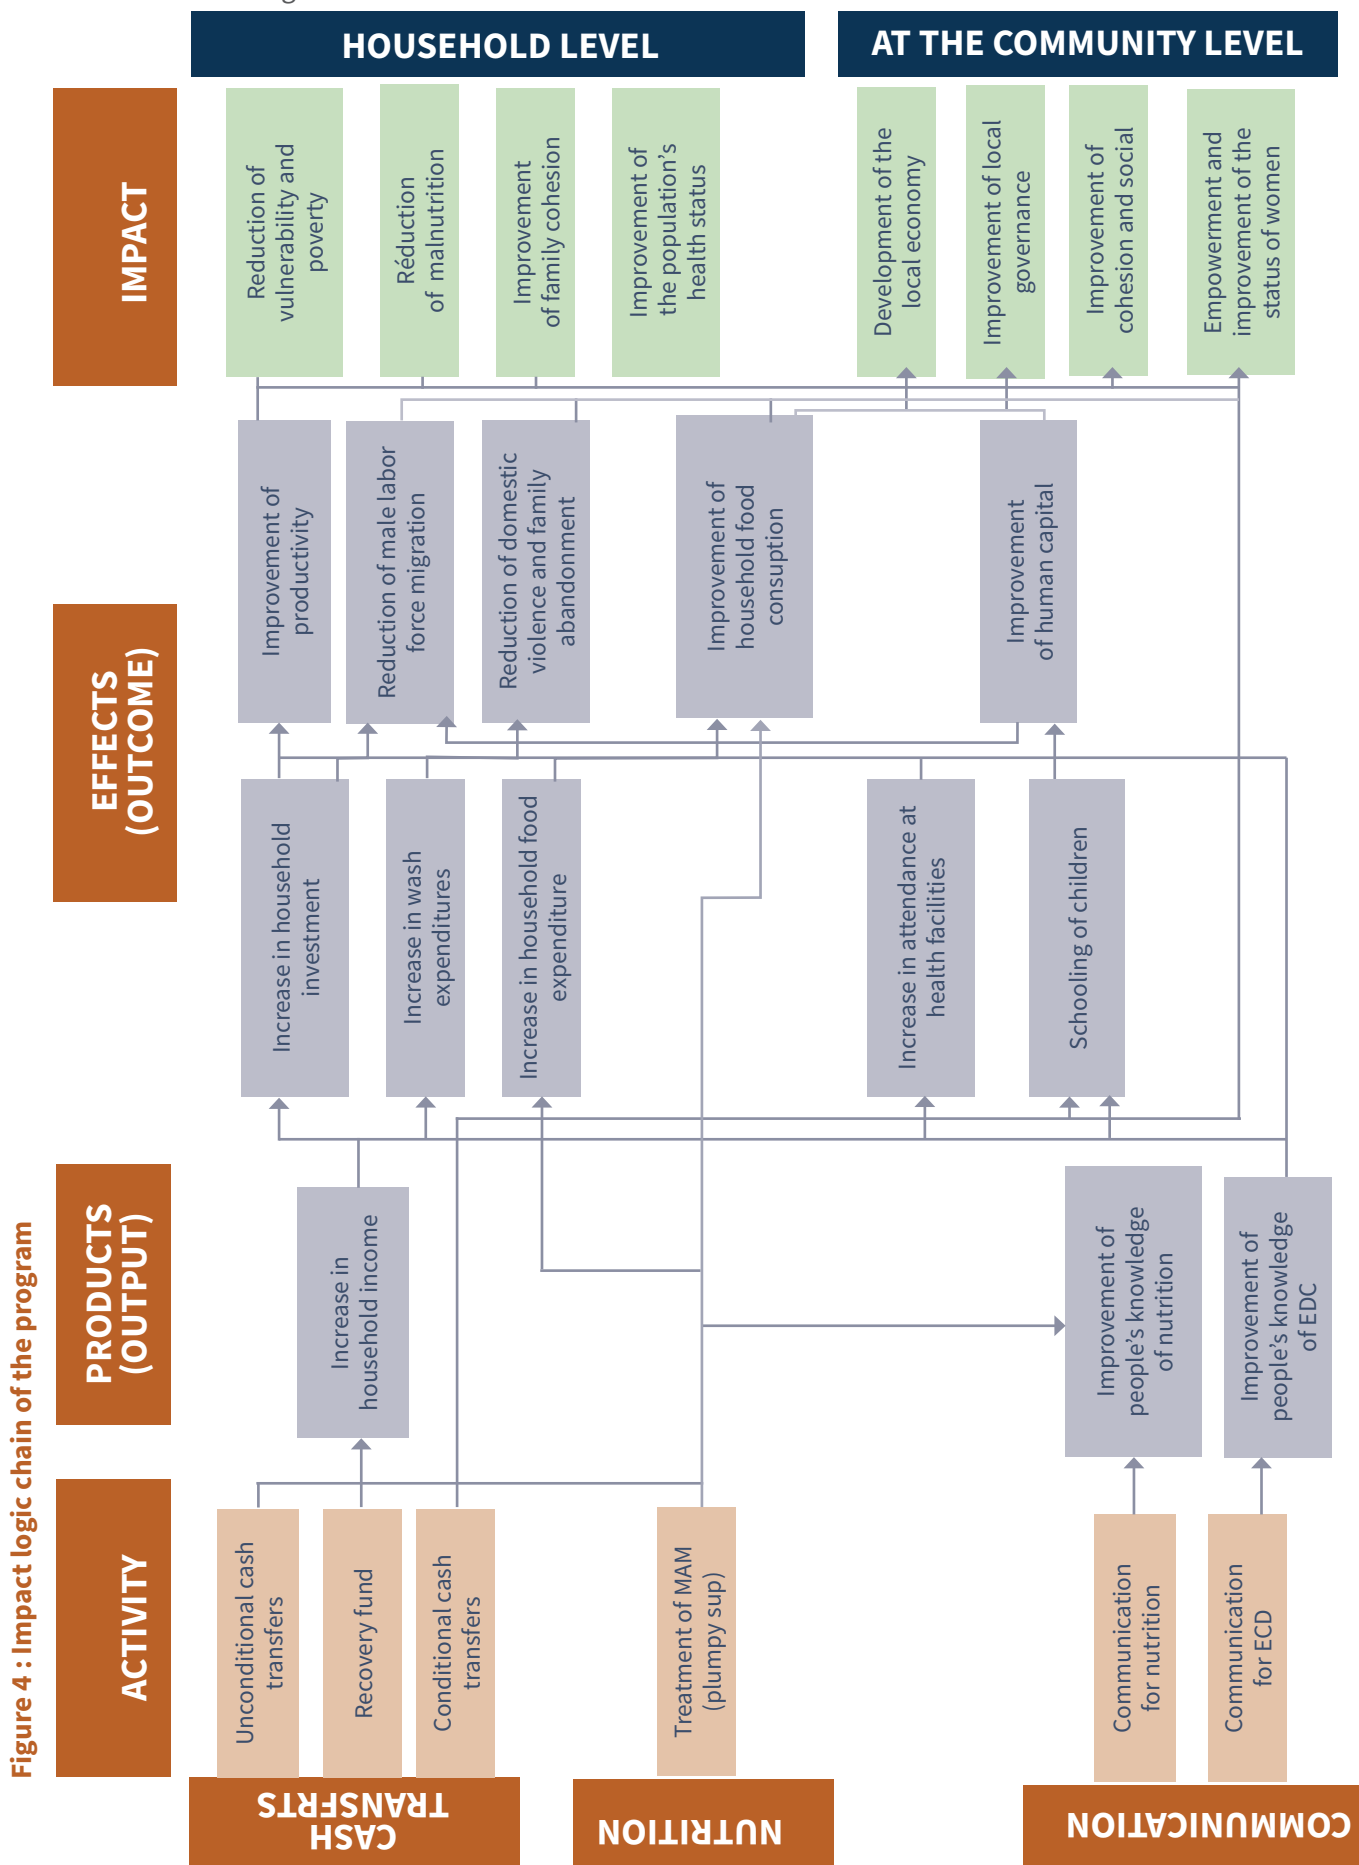 HOUSEHOLD LEVEL
AT THE COMMUNITY LEVEL
Figure 4 : Impact logic chain of the program
IMPACT
Reduction of
vulnerability and
poverty
Réduction
of malnutrition
Improvement
of family cohesion
Improvement of
the population's
health status
Development of the
local economy
Improvement of local
governance
Improvement of
cohesion and social
Empowerment and
improvement of the
status of women
EFFECTS
(OUTCOME)
Improvement of
productivity
Reduction of male labor
force migration
Reduction of domestic
violence and family
abandonment
Improvement of
household food
consuption
Improvement
of human capital
Increase in household
investment
Increase in wash
expenditures
Increase in household food
expenditure
Increase in attendance at
health facilities
Schooling of children
PRODUCTS
(OUTPUT)
Increase in
household income
Improvement of
people's knowledge
of nutrition
Improvement of
people's knowledge
of EDC
ACTIVITY
Unconditional cash
transfers
Recovery fund
Conditional cash
transfers
Treatment of MAM
(plumpy sup)
Communication
for nutrition
Communication
for ECD
CASH
TRANSFRTS
NUTRITION
COMMUNICATION